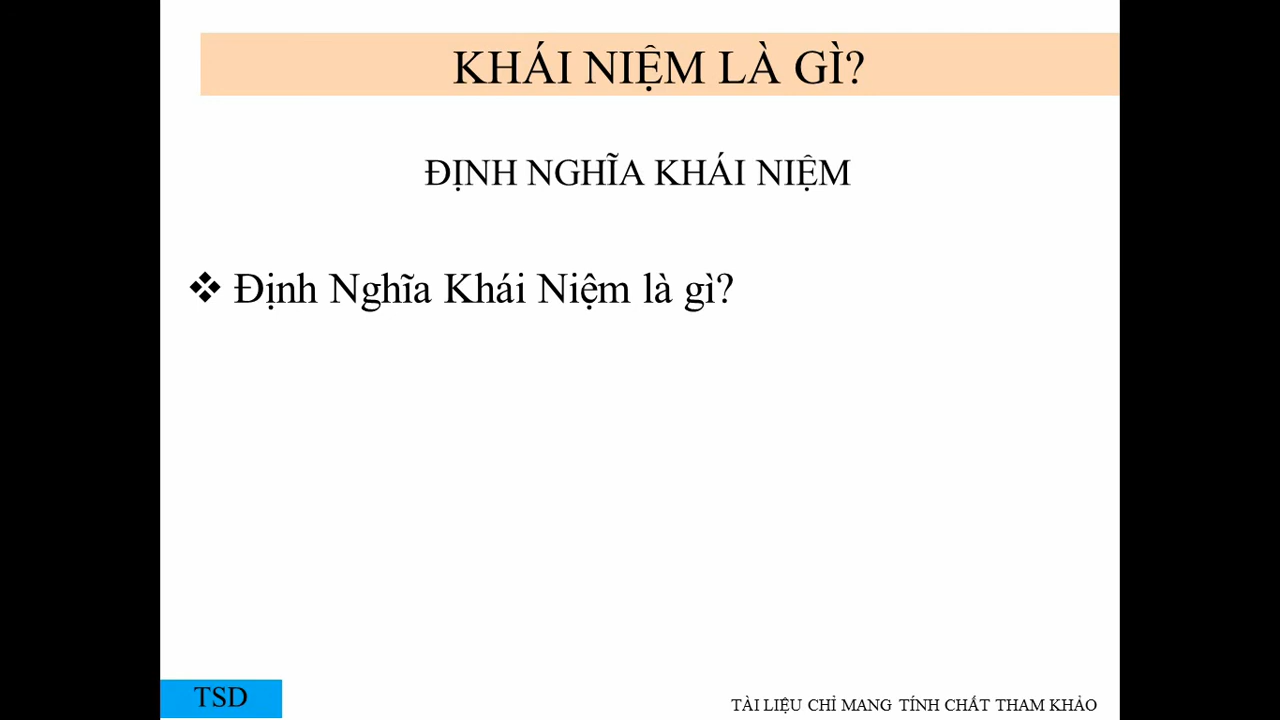 KHÁI NIỆM LÀ GÌ?
ĐỊNH NGHĨA KHÁI NIỆM
❖ Định Nghĩa Khái Niệm là gì?
TSD
TÀI LIỆU CHỈ MANG TÍNH CHẤT THAM KHẢO